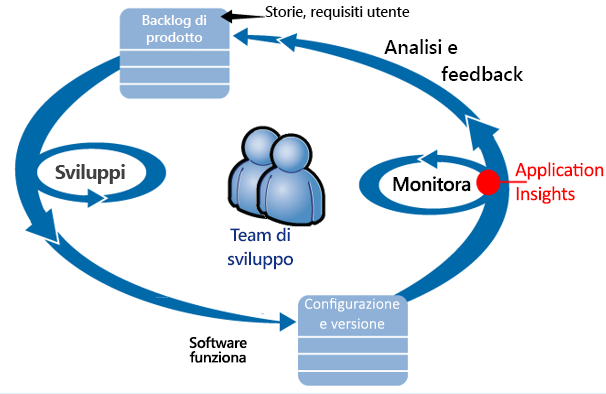 Backlog di
prodotto
Storie, requisiti utente
Analisi e
feedback
Sviluppi
Monitora
Application
Insights
Team di
sviluppo
Configurazione
e versione
Software
funziona